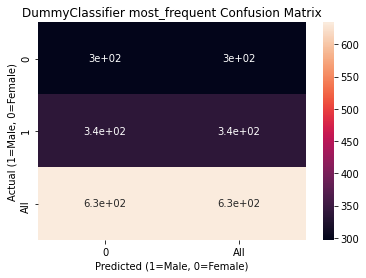 DummyClassifier most_frequent Confusion Matrix
Actual (1=Male, 0=Female)
0
3e+02 3e+02
1
3.4e+02 3.4e+02
All
6.3e+02 6.3e+02
0 All
Predicted (1=Male, 0=Female)
600
550
500
450
400
350
300